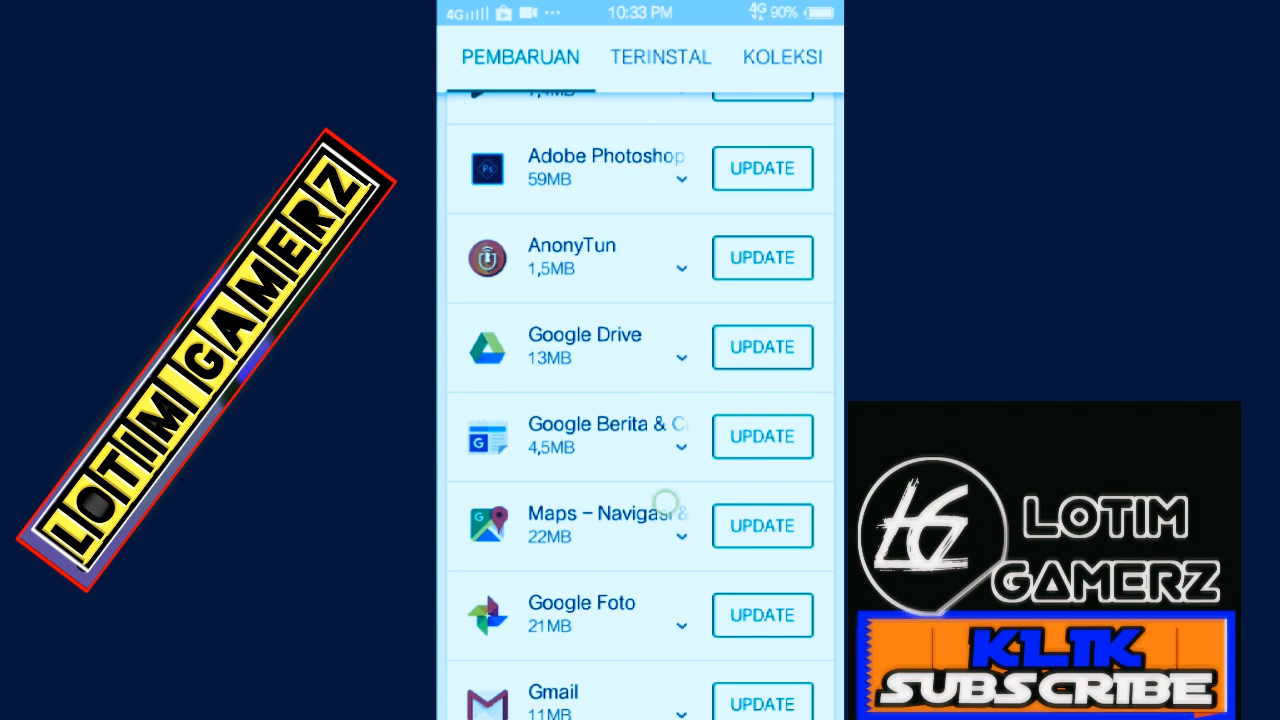 4G
10:33 PM
4G 90%
PEMBARUAN TERINSTAL KOLEKSI
Adobe Photoshop
59MB
UPDATE
AnonyTun
1,5MB
UPDATE
Google Drive
13MB
UPDATE
Google Berita &
4,5MB
UPDATE
Maps – Navigasi &
22MB
UPDATE
Google Foto
21MB
UPDATE
Gmail
11MB
UPDATE
LOTIM GAMERZ
LG
LOTIM
GAMERZ
KLIK
SUBSCRIBE